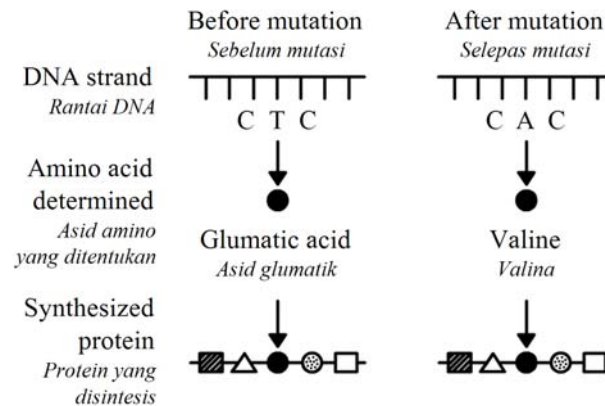 Before mutation
Sebelum mutasi
After mutation
Selepas mutasi
DNA strand
Rantai DNA
C T C
C A C
Amino acid
determined
Asid amino
yang ditentukan
Glumatic acid
Asid glumatik
Valine
Valina
Synthesized
protein
Protein yang
disintesis